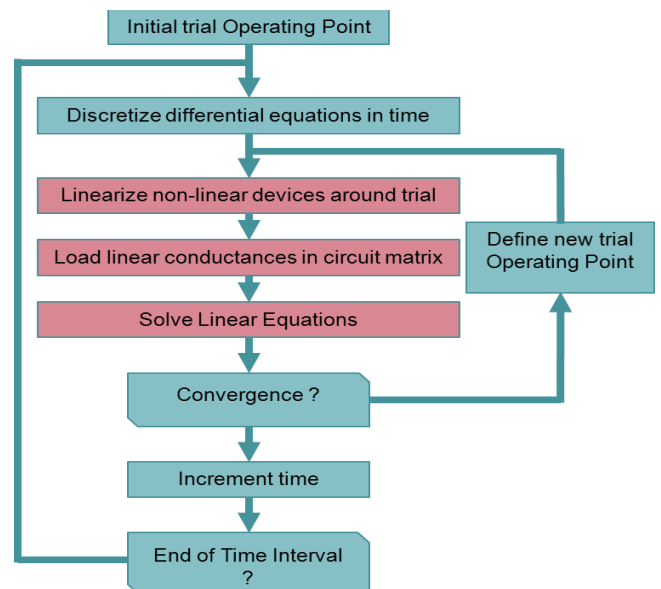 Initial trial Operating Point
Discretize differential equations in time
Linearize non-linear devices around trial
Load linear conductances in circuit matrix
Define new trial
Operating Point
Solve Linear Equations
Convergence ?
Increment time
End of Time Interval
?